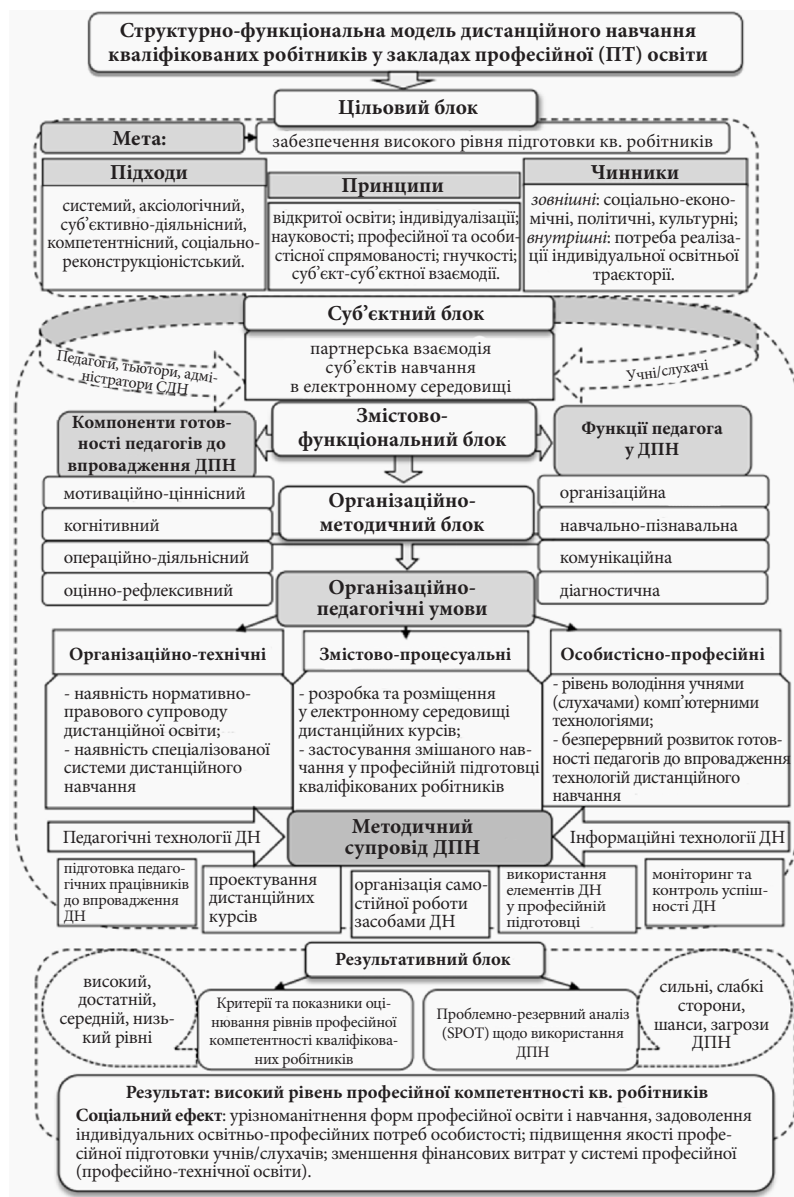 Структурно-функціональна модель дистанційного навчання
кваліфікованих робітників у закладах професійної (ПТ) освіти
Цільовий блок
Мета:
забезпечення високого рівня підготовки кв. робітників
Підходи
системий, аксіологічний,
суб’єктивно-діяльнісний,
компетентнісний, соціально-
реконструкціоністський.
Принципи
відкритої освіти; індивідуалізації;
науковості; професійної та особи-
стісної спрямованості; гнучкості;
суб’єкт-суб’єктної взаємодії.
Чинники
зовнішні: соціально-еконо-
мічні, політичні, культурні;
внутрішні: потреба реаліза-
ції індивідуальної освітньої
траєкторії.
Суб’єктний блок
партнерська взаємодія
суб’єктів навчання
в електронному середовищі
Педагоги, тьютори, адмі-
ністратори СДН
Учні/слухачі
Змістово-
функціональний блок
Компоненти готов-
ності педагогів до
впровадження ДПН
мотиваційно-ціннісний
когнітивний
операційно-діяльнісний
оцінно-рефлексивний
Функції педагога
у ДПН
організаційна
навчально-пізнавальна
комунікаційна
діагностична
Організаційно-
методичний блок
Організаційно-
педагогічні умови
Організаційно-технічні
- наявність нормативно-
правового супроводу
дистанційної освіти;
- наявність спеціалізованої
системи дистанційного
навчання
Змістово-процесуальні
- розробка та розміщення
у електронному середовищі
дистанційних курсів;
- застосування змішаного нав-
чання у професійній підготовці
кваліфікованих робітників
Особистісно-професійні
- рівень володіння учнями
(слухачами) комп’ютерними
технологіями;
- безперервний розвиток готов-
ності педагогів до впровадження
технологій дистанційного
навчання
Педагогічні технології ДН
Методичний
супровід ДПН
Інформаційні технології ДН
підготовка педаго-
гічних працівників
до впровадження
ДН
проектування
дистанційних
курсів
організація само-
стійної роботи
засобами ДН
використання
елементів ДН
у професійній
підготовці
моніторинг та
контроль успіш-
ності ДН
Результативний блок
високий,
достатній,
середній, низь-
кий рівні
Критерії та показники оці-
нювання рівнів професійної
компетентності кваліфікова-
них робітників
Проблемно-резервний аналіз
(SPOT) щодо використання
ДПН
сильні, слабкі
сторони,
шанси, загрози
ДПН
Результат: високий рівень професійної компетентності кв. робітників
Соціальний ефект: урізноманітнення форм професійної освіти і навчання, задоволення
індивідуальних освітньо-професійних потреб особистості; підвищення якості профе-
сійної підготовки учнів/слухачів; зменшення фінансових витрат у системі професійної
(професійно-технічної освіти).